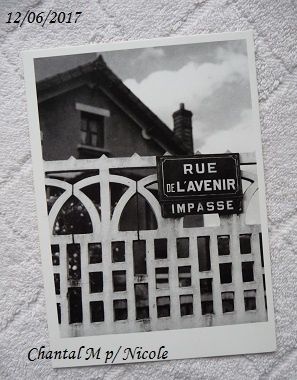 12/06/2017
RUE
DE L'AVENIR
IMPASSE
Chantal M p/ Nicole